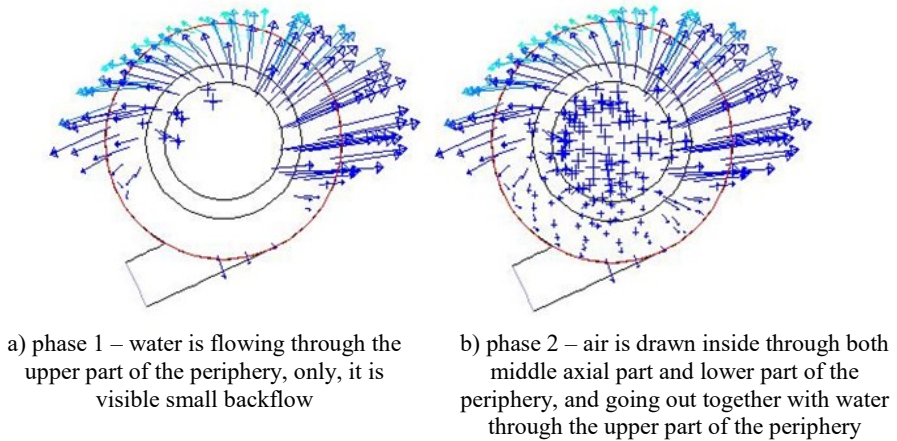 a) phase 1 – water is flowing through the
upper part of the periphery, only, it is
visible small backflow
b) phase 2 – air is drawn inside through both
middle axial part and lower part of the
periphery, and going out together with water
through the upper part of the periphery